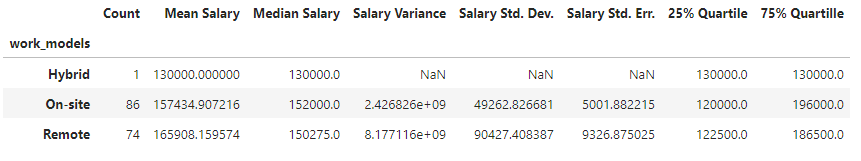 Count Mean Salary Median Salary Salary Variance Salary Std. Dev. Salary Std. Err. 25% Quartile 75% Quartille
work_models
Hybrid 1 130000.000000 130000.0 NaN NaN NaN 130000.0 130000.0
On-site 86 157434.907216 152000.0 2.426826e+09 49262.826681 5001.882215 120000.0 196000.0
Remote 74 165908.159574 150275.0 8.177116e+09 90427.408387 9326.875025 122500.0 186500.0